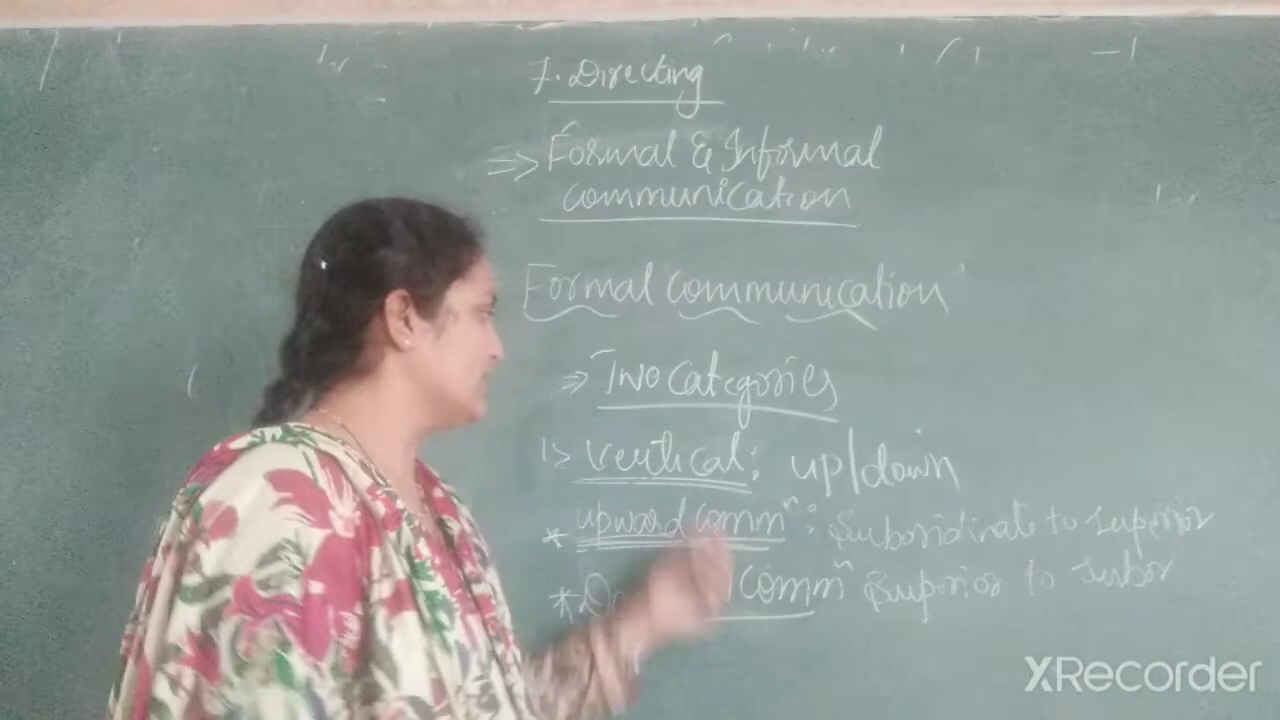 7. Directing
=> Formal & Informal
communication
Formal communication
=> Two Categories
1> Vertical: up/down
* upward commⁿ: Subordinate to superior
* commⁿ Superior to subor
XRecorder